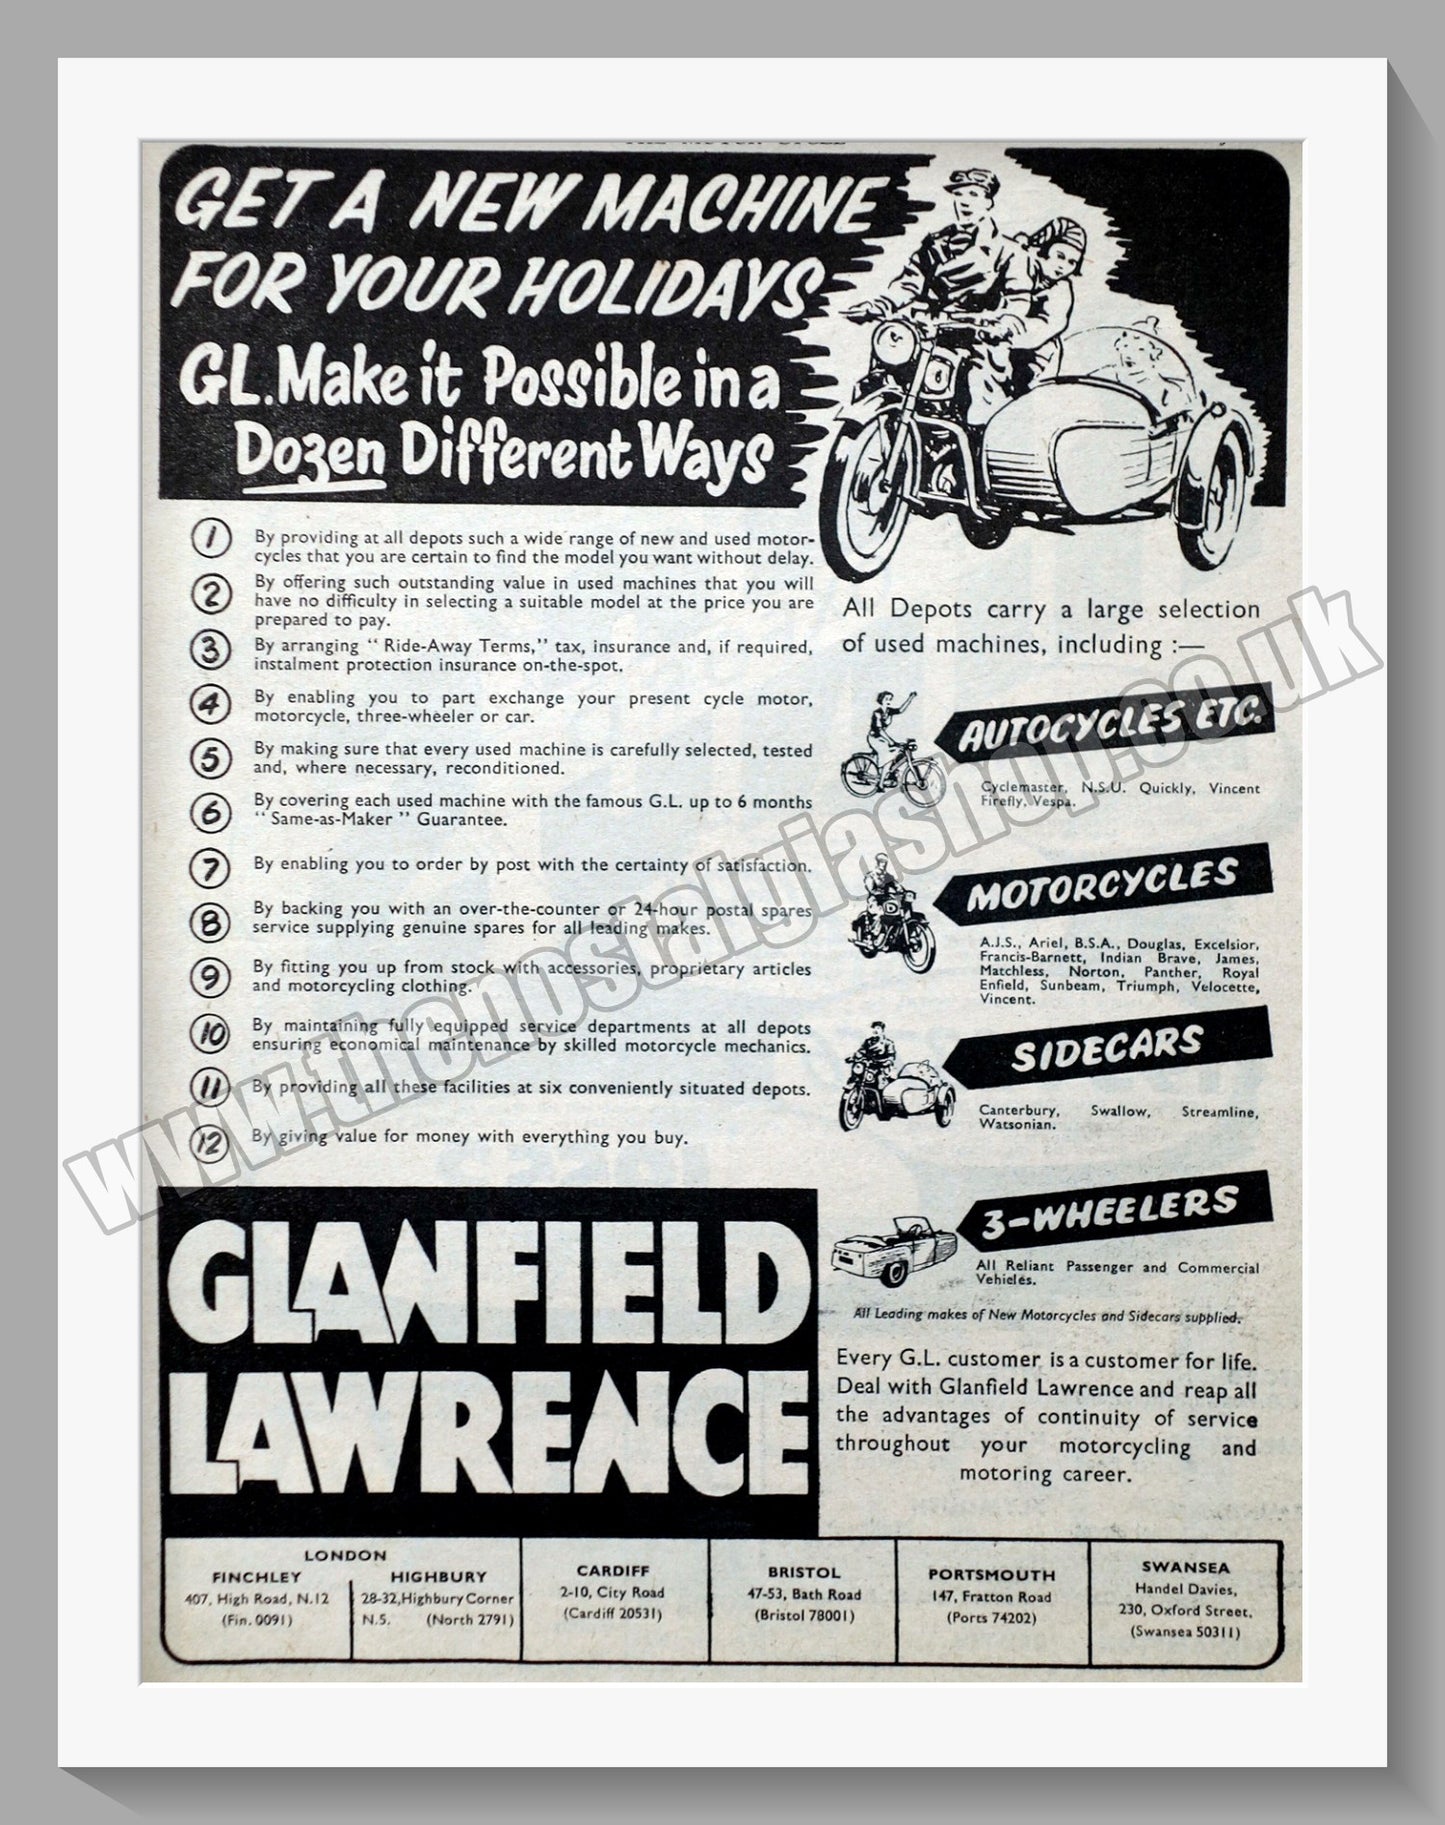 THE MOTOR CYCLE
GET A NEW MACHINE
FOR YOUR HOLIDAYS
GL. Make it Possible in a
Dozen Different Ways
1 By providing at all depots such a wide range of new and used motor-
cycles that you are certain to find the model you want without delay.
2 By offering such outstanding value in used machines that you will
have no difficulty in selecting a suitable model at the price you are
prepared to pay.
3 By arranging “ Ride-Away Terms,” tax, insurance and, if required,
instalment protection insurance on-the-spot.
4 By enabling you to part exchange your present cycle motor,
motorcycle, three-wheeler or car.
5 By making sure that every used machine is carefully selected, tested
and, where necessary, reconditioned.
6 By covering each used machine with the famous G.L. up to 6 months
“ Same-as-Maker ” Guarantee.
7 By enabling you to order by post with the certainty of satisfaction.
8 By backing you with an over-the-counter or 24-hour postal spares
service supplying genuine spares for all leading makes.
9 By fitting you up from stock with accessories, proprietary articles
and motorcycling clothing.
10 By maintaining fully equipped service departments at all depots
ensuring economical maintenance by skilled motorcycle mechanics.
11 By providing all these facilities at six conveniently situated depots.
12 By giving value for money with everything you buy.
All Depots carry a large selection
of used machines, including :—
AUTOCYCLES ETC.
Cyclemaster, N.S.U. Quickly, Vincent
Firefly, Vespa.
MOTORCYCLES
A.J.S., Ariel, B.S.A., Douglas, Excelsior,
Francis-Barnett, Indian Brave, James,
Matchless, Norton, Panther, Royal
Enfield, Sunbeam, Triumph, Velocette,
Vincent.
SIDECARS
Canterbury, Swallow, Streamline,
Watsonian.
3-WHEELERS
All Reliant Passenger and Commercial
Vehicles.
All Leading makes of New Motorcycles and Sidecars supplied.
Every G.L. customer is a customer for life.
Deal with Glanfield Lawrence and reap all
the advantages of continuity of service
throughout your motorcycling and
motoring career.
GLANFIELD
LAWRENCE
LONDON
FINCHLEY
407, High Road, N.12
(Fin. 0091)
HIGHBURY
28-32, Highbury Corner
N.5. (North 2791)
CARDIFF
2-10, City Road
(Cardiff 20531)
BRISTOL
47-53, Bath Road
(Bristol 78001)
PORTSMOUTH
147, Fratton Road
(Ports 74202)
SWANSEA
Handel Davies,
230, Oxford Street,
(Swansea 50311)
www.thenostalgiashop.co.uk